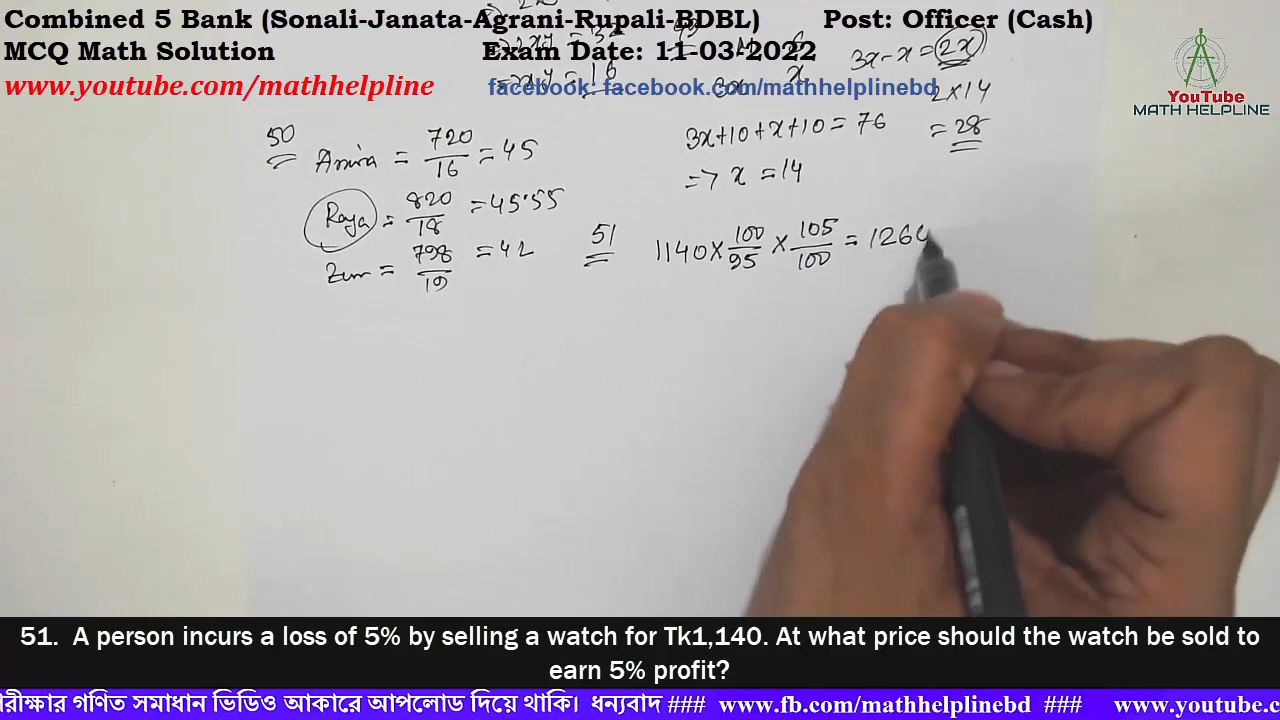 Combined 5 Bank (Sonali-Janata-Agrani-Rupali-BDBL) Post: Officer (Cash)
MCQ Math Solution Exam Date: 11-03-2022
www.youtube.com/mathhelpline facebook: facebook.com/mathhelplinebd
YouTube
MATH HELPLINE
3x-x = 2x
2x14
= 28
3x+10+x+10 = 76
=> x = 14
50
= 720/16 = 45
Raya = 820/18 = 45.55
= 798/19 = 42
51
1140 x 100/95 x 105/100 = 1260
51. A person incurs a loss of 5% by selling a watch for Tk1,140. At what price should the watch be sold to
earn 5% profit?
রীক্ষার গণিত সমাধান ভিডিও আকারে আপলোড দিয়ে থাকি। ধন্যবাদ ### www.fb.com/mathhelplinebd ### www.youtube.c